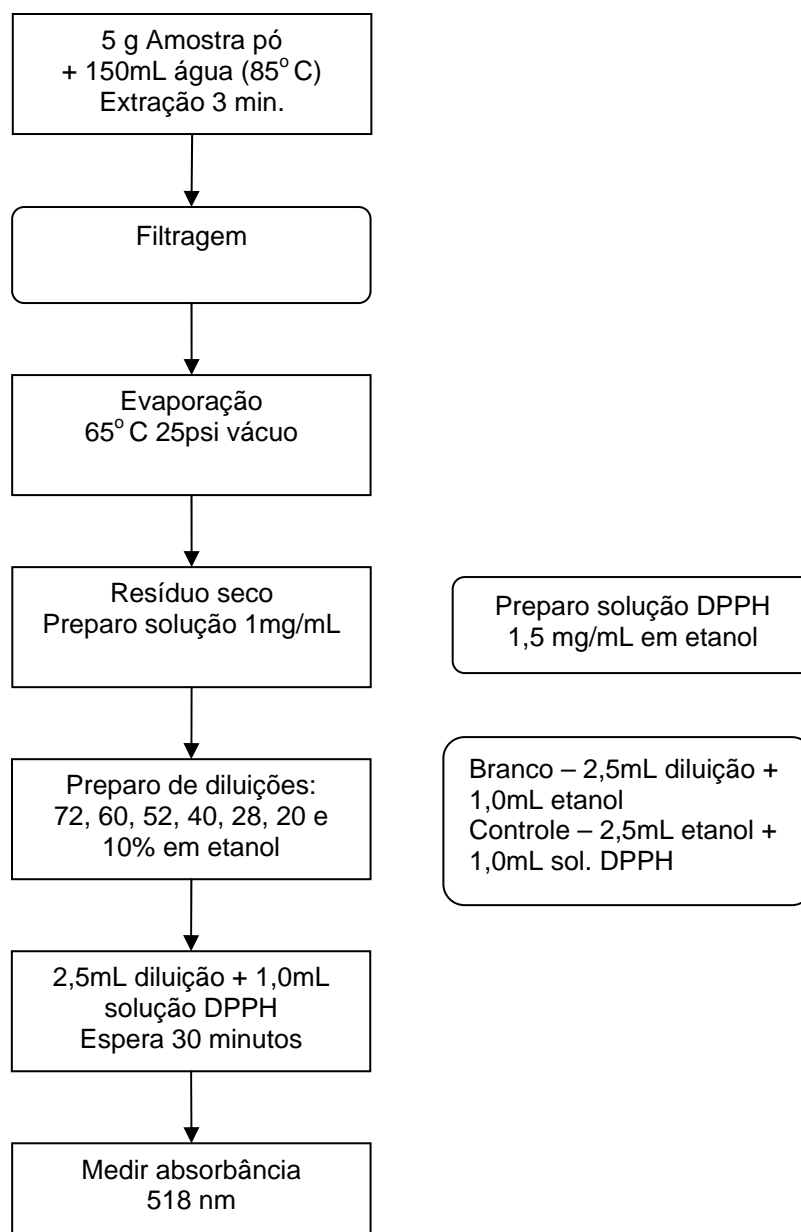 5 g Amostra pó
+ 150mL água (85° C)
Extração 3 min.
Filtragem
Evaporação
65° C 25psi vácuo
Resíduo seco
Preparo solução 1mg/mL
Preparo solução DPPH
1,5 mg/mL em etanol
Preparo de diluições:
72, 60, 52, 40, 28, 20 e
10% em etanol
Branco – 2,5mL diluição +
1,0mL etanol
Controle – 2,5mL etanol +
1,0mL sol. DPPH
2,5mL diluição + 1,0mL
solução DPPH
Espera 30 minutos
Medir absorbância
518 nm